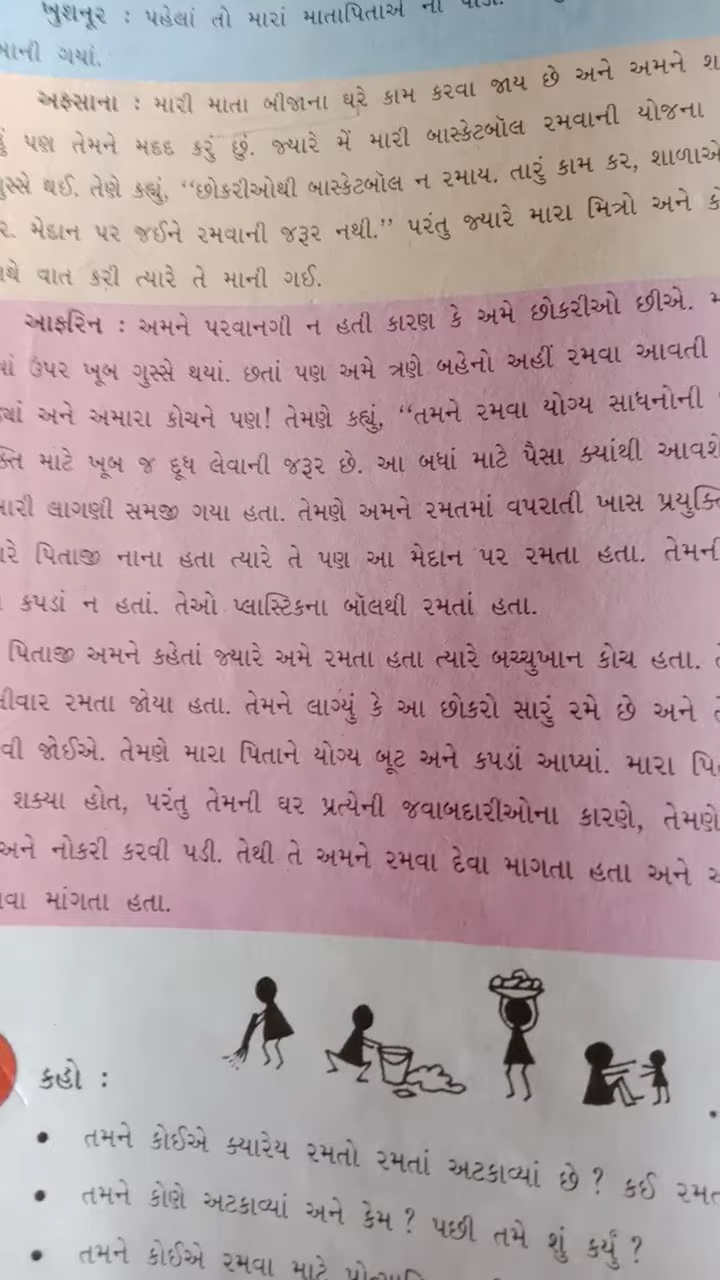 ખુશનૂર : પહેલાં તો મારાં માતાપિતાએ ના
ગયાં.
અફસાના : મારી માતા બીજાના ઘરે કામ કરવા જાય છે અને અમને
પણ તેમને મદદ કરું છું. જ્યારે મેં મારી બાસ્કેટબૉલ રમવાની યોજના
થઈ. તેણે કહ્યું, “છોકરીઓથી બાસ્કેટબૉલ ન રમાય. તારું કામ કર, શાળાએ
મેદાન પર જઈને રમવાની જરૂર નથી.” પરંતુ જ્યારે મારા મિત્રો અને
વાત કરી ત્યારે તે માની ગઈ.
આફરિન : અમને પરવાનગી ન હતી કારણ કે અમે છોકરીઓ છીએ.
ઉપર ખૂબ ગુસ્સે થયાં. છતાં પણ અમે ત્રણે બહેનો અહીં રમવા આવતી
અને અમારા કોચને પણ! તેમણે કહ્યું, “તમને રમવા યોગ્ય સાધનોની
માટે ખૂબ જ દૂધ લેવાની જરૂર છે. આ બધાં માટે પૈસા ક્યાંથી આવશે
લાગણી સમજી ગયા હતા. તેમણે અમને રમતમાં વપરાતી ખાસ
પિતાજી નાના હતા ત્યારે તે પણ આ મેદાન પર રમતા હતા. તેમની
કપડાં ન હતાં. તેઓ પ્લાસ્ટિકના બૉલથી રમતાં હતા.
પિતાજી અમને કહેતાં જ્યારે અમે રમતા હતા ત્યારે બચ્ચુખાન કોચ હતા.
રમતા જોયા હતા. તેમને લાગ્યું કે આ છોકરો સારું રમે છે અને
જોઈએ. તેમણે મારા પિતાને યોગ્ય બૂટ અને કપડાં આપ્યાં. મારા
શક્યા હોત, પરંતુ તેમની ઘર પ્રત્યેની જવાબદારીઓના કારણે, તેમણે
અને નોકરી કરવી પડી. તેથી તે અમને રમવા દેવા માગતા હતા અને
માંગતા હતા.
કહો :
• તમને કોઈએ ક્યારેય રમતો રમતાં અટકાવ્યાં છે ? કઈ
• તમને કોણે અટકાવ્યાં અને કેમ ? પછી તમે શું કર્યું ?
• તમને કોઈએ રમવા માટે